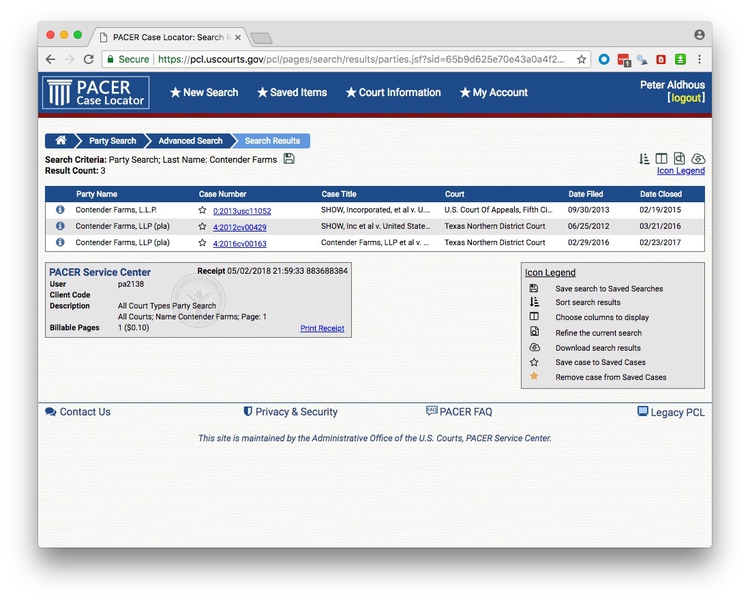 PACER Case Locator: Search R
Secure https://pcl.uscourts.gov/pcl/pages/search/results/parties.jsf?sid=65b9d625e70e43a0a4f2...
PACER
Case Locator
New Search Saved Items Court Information My Account
Peter Aldhous
[logout]
Party Search Advanced Search Search Results
Search Criteria: Party Search; Last Name: Contender Farms
Result Count: 3
Icon Legend
Party Name Case Number Case Title Court Date Filed Date Closed
Contender Farms, L.L.P. 0:2013usc11052 SHOW, Incorporated, et al v. U... U.S. Court Of Appeals, Fifth Ci... 09/30/2013 02/19/2015
Contender Farms, LLP (pla) 4:2012cv00429 SHOW, Inc et al v. United State... Texas Northern District Court 06/25/2012 03/21/2016
Contender Farms, LLP (pla) 4:2016cv00163 Contender Farms, LLP et al v. ... Texas Northern District Court 02/29/2016 02/23/2017
PACER Service Center Receipt 05/02/2018 21:59:33 883688384
User pa2138
Client Code
Description All Court Types Party Search
All Courts; Name Contender Farms; Page: 1
Billable Pages 1 ($0.10) Print Receipt
Icon Legend
Save search to Saved Searches
Sort search results
Choose columns to display
Refine the current search
Download search results
Save case to Saved Cases
Remove case from Saved Cases
Contact Us Privacy & Security FAQ PACER FAQ Legacy PCL
This site is maintained by the Administrative Office of the U.S. Courts, PACER Service Center.